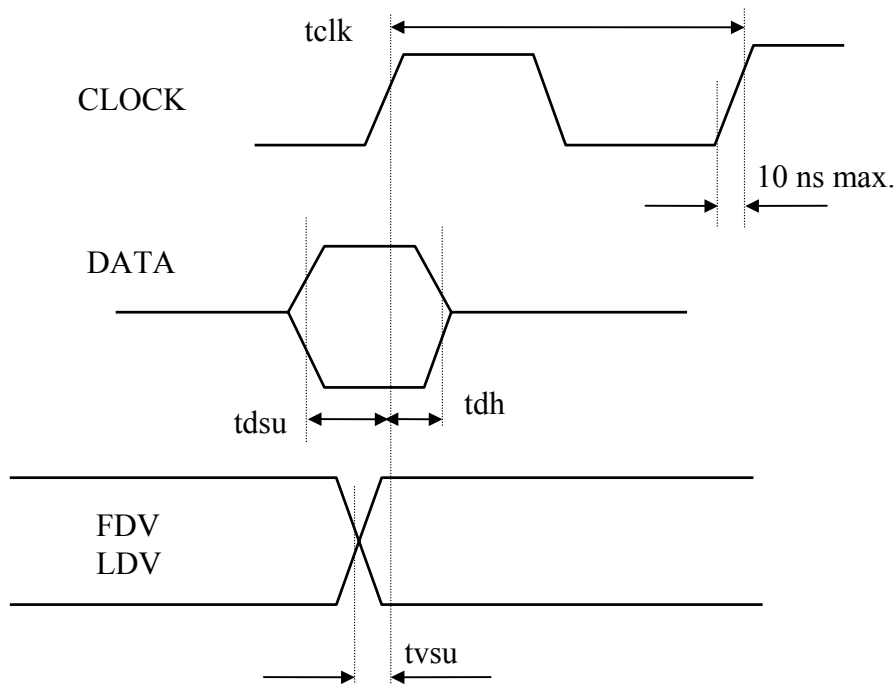 tclk
CLOCK
10 ns max.
DATA
tdsu
tdh
FDV
LDV
tvsu